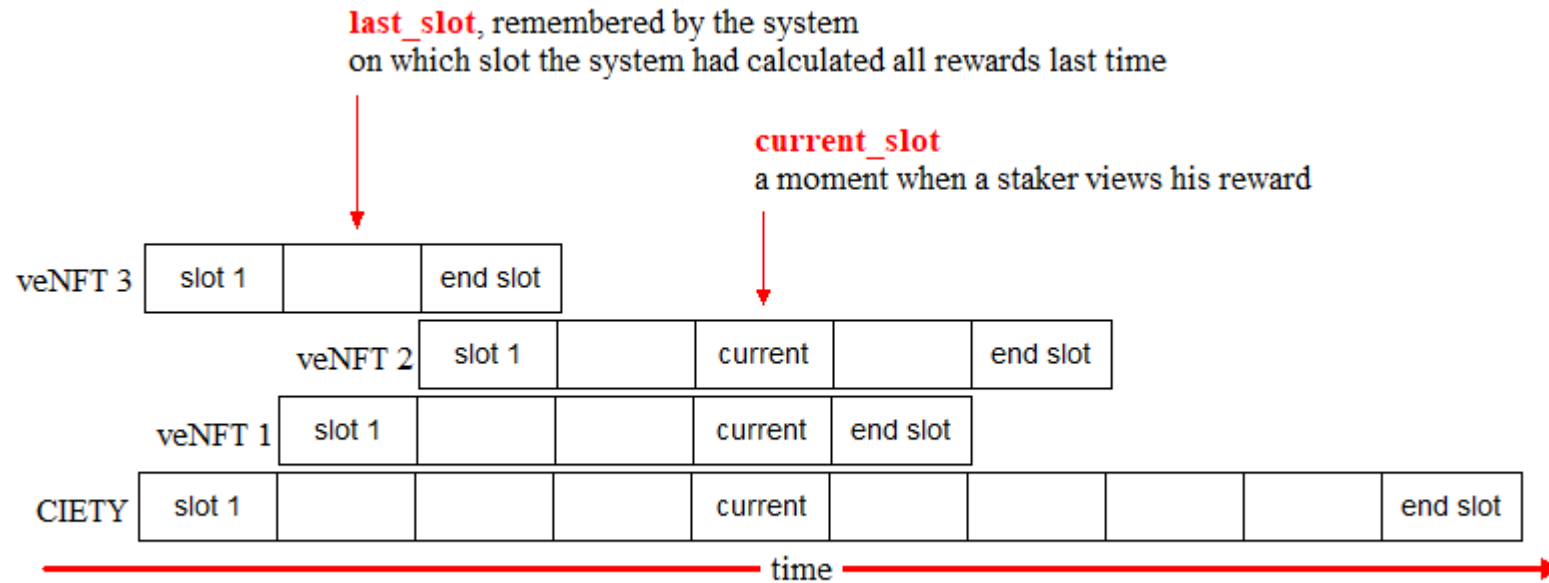 last_slot, remembered by the system
on which slot the system had calculated all rewards last time
current_slot
a moment when a staker views his reward
veNFT 3 slot 1 end slot
veNFT 2 slot 1 current end slot
veNFT 1 slot 1 current end slot
CIETY slot 1 current end slot
time